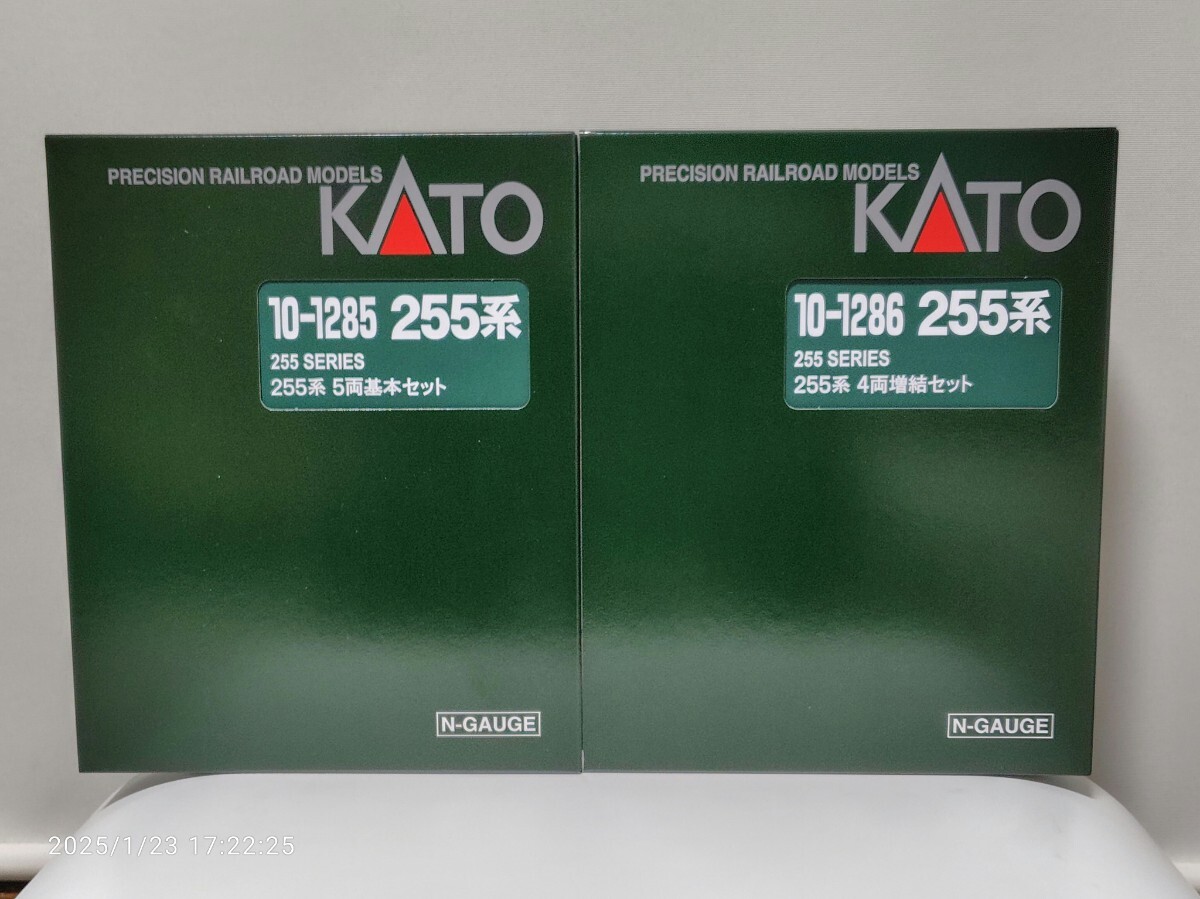 PRECISION RAILROAD MODELS
KATO
10-1285 255系
255 SERIES
255系 5両基本セット
N-GAUGE
PRECISION RAILROAD MODELS
KATO
10-1286 255系
255 SERIES
255系 4両増結セット
N-GAUGE
2025/1/23 17:22:25